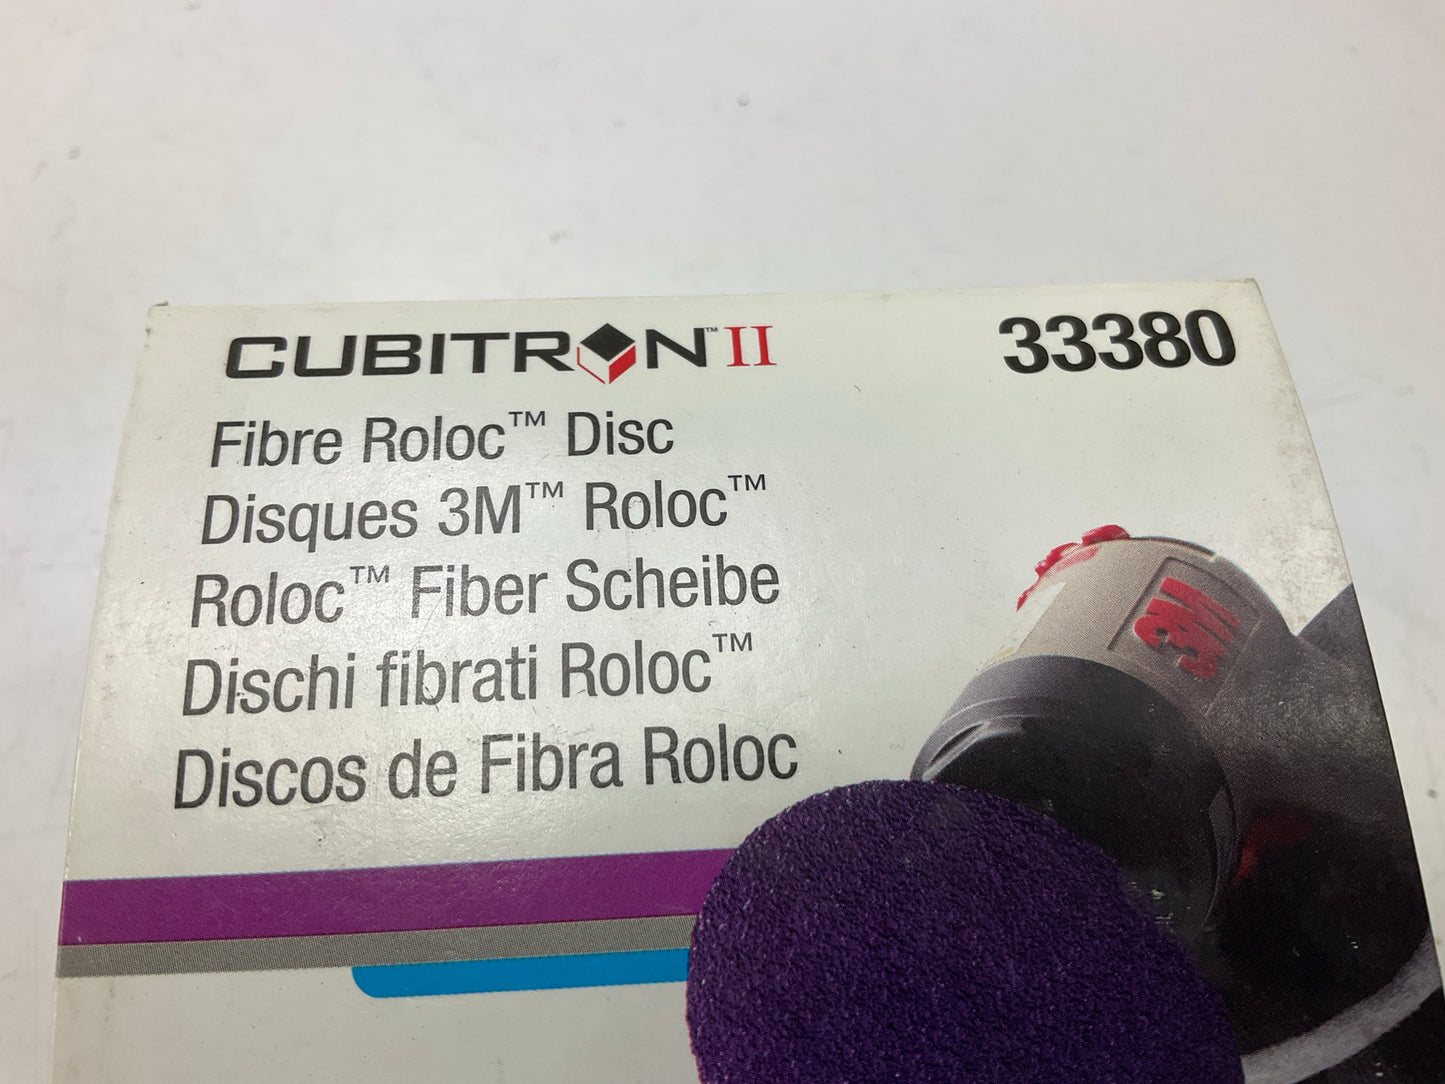 CUBITRON™ II
33380
Fibre Roloc™ Disc
Disques 3M™ Roloc™
Roloc™ Fiber Scheibe
Dischi fibrati Roloc™
Discos de Fibra Roloc
3M